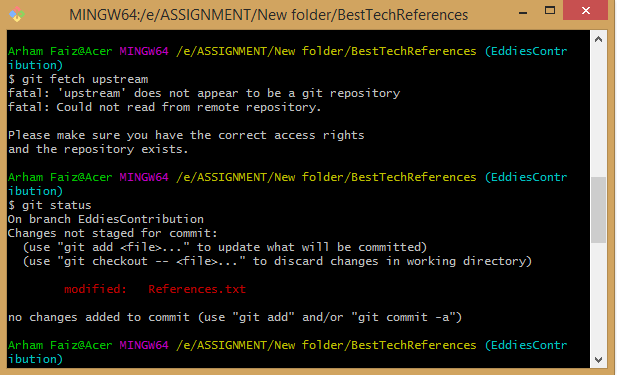 MINGW64:/e/ASSIGNMENT/New folder/BestTechReferences
Arham Faiz@Acer MINGW64 /e/ASSIGNMENT/New folder/BestTechReferences (EddiesContr
ibution)
$ git fetch upstream
fatal: 'upstream' does not appear to be a git repository
fatal: Could not read from remote repository.
Please make sure you have the correct access rights
and the repository exists.
Arham Faiz@Acer MINGW64 /e/ASSIGNMENT/New folder/BestTechReferences (EddiesContr
ibution)
$ git status
On branch EddiesContribution
Changes not staged for commit:
  (use "git add <file>..." to update what will be committed)
  (use "git checkout -- <file>..." to discard changes in working directory)
        modified:   References.txt
no changes added to commit (use "git add" and/or "git commit -a")
Arham Faiz@Acer MINGW64 /e/ASSIGNMENT/New folder/BestTechReferences (EddiesContr
ibution)